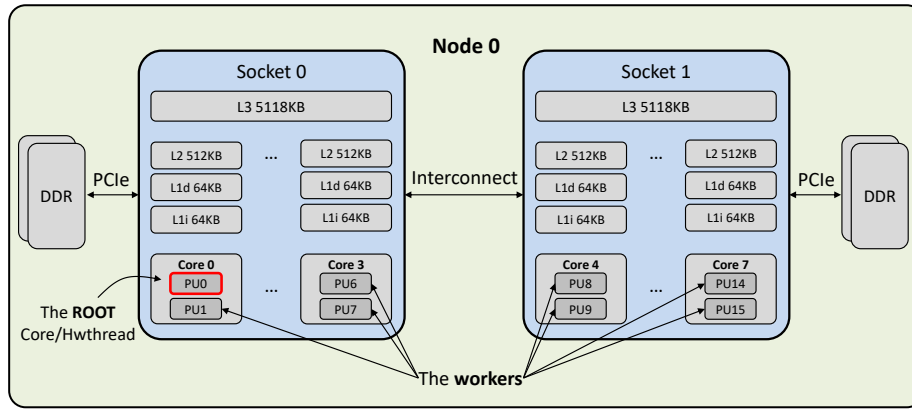 Node 0
Socket 0
L3 5118KB
L2 512KB
...
L2 512KB
L1d 64KB
L1d 64KB
L1i 64KB
L1i 64KB
Core 0
PU0
PU1
...
Core 3
PU6
PU7
Socket 1
L3 5118KB
L2 512KB
...
L2 512KB
L1d 64KB
L1d 64KB
L1i 64KB
L1i 64KB
Core 4
PU8
PU9
...
Core 7
PU14
PU15
DDR
PCIe
Interconnect
PCIe
DDR
The ROOT
Core/Hwthread
The workers